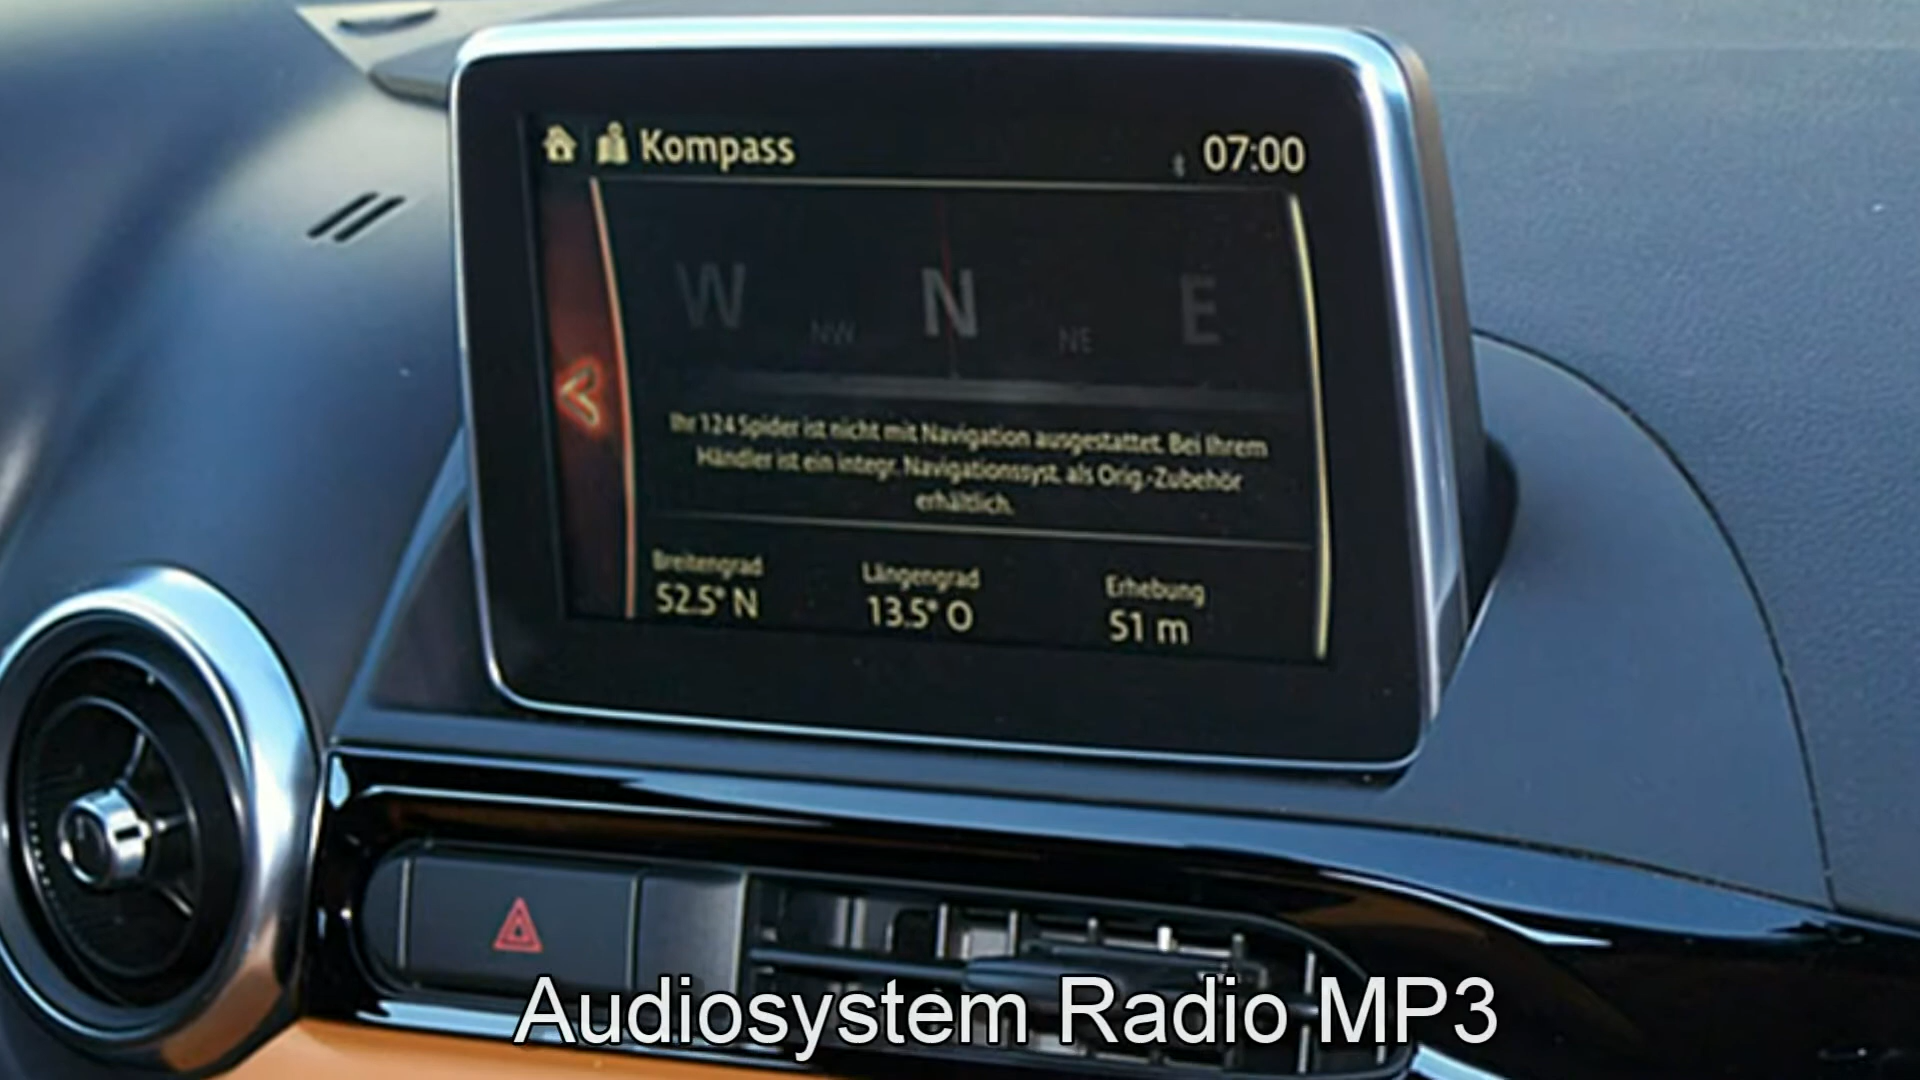 Kompass 07:00
W NW N NE E
Ihr 124 Spider ist nicht mit Navigation ausgestattet. Bei Ihrem
Händler ist ein integr. Navigationssyst. als Orig.-Zubehör
erhältlich.
Breitengrad Längengrad Erhebung
52.5° N 13.5° O 51 m
Audiosystem Radio MP3